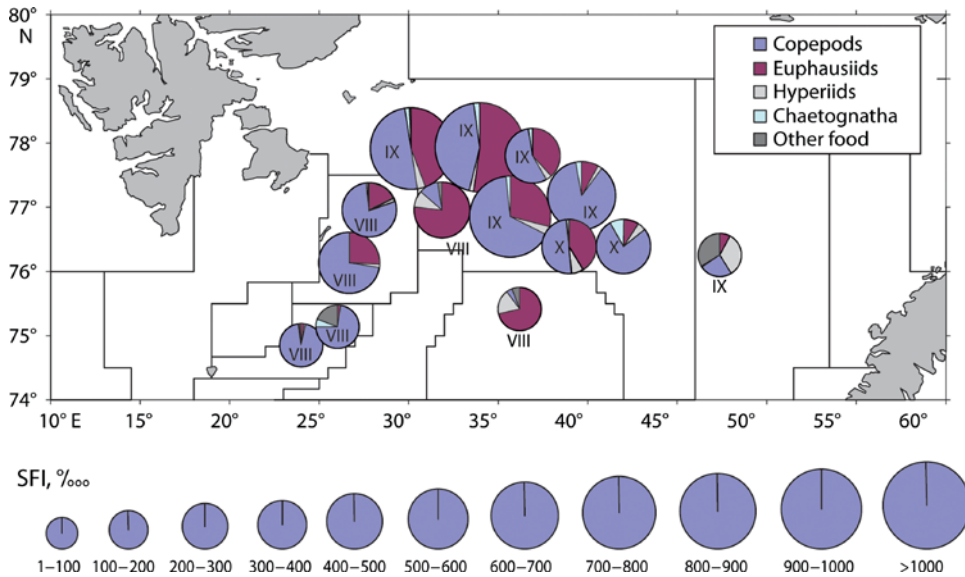 80°
N
79°
78°
77°
76°
75°
74°
Copepods
Euphausiids
Hyperiids
Chaetognatha
Other food
IX
IX
IX
IX
IX
VIII
VIII
VIII
X
X
IX
VIII
VIII
VIII
10° E 15° 20° 25° 30° 35° 40° 45° 50° 55° 60°
SFI, %ooo
1–100 100–200 200–300 300–400 400–500 500–600 600–700 700–800 800–900 900–1000 >1000